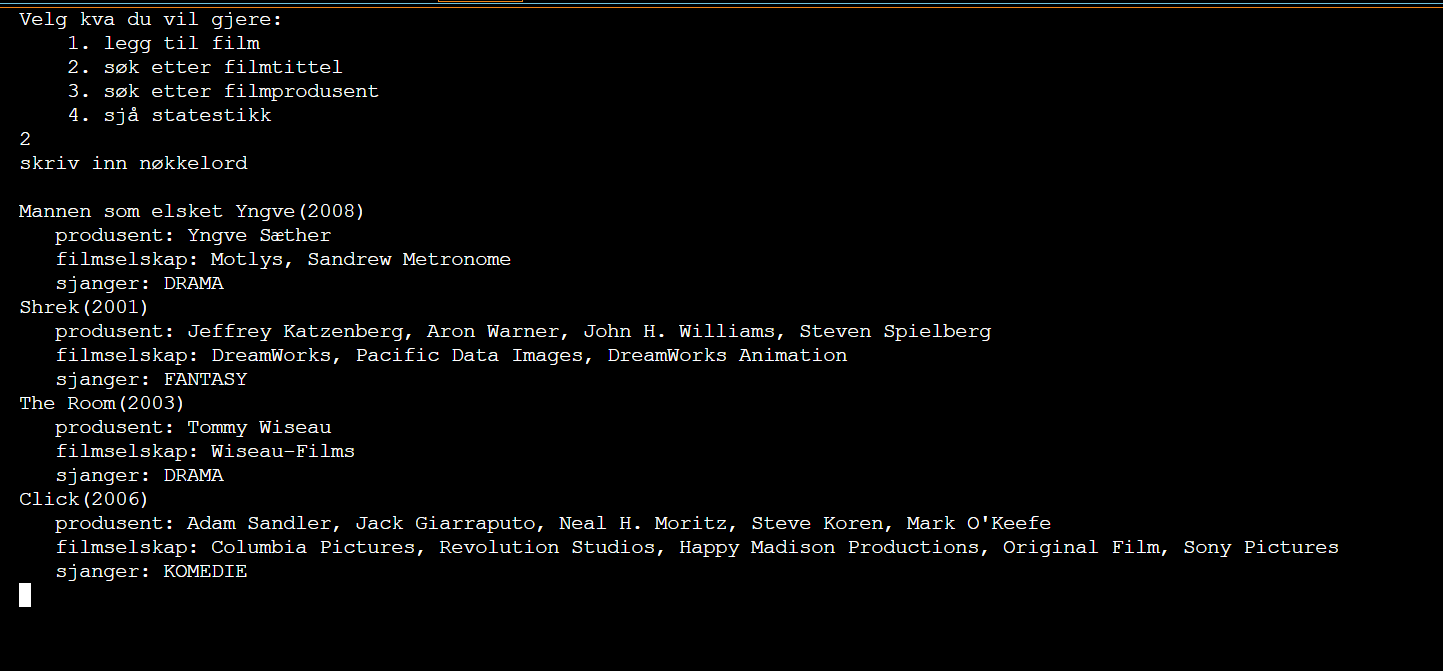 Velg kva du vil gjere:
1. legg til film
2. søk etter filmtittel
3. søk etter filmprodusent
4. sjå statestikk
2
skriv inn nøkkelord
Mannen som elsket Yngve(2008)
produsent: Yngve Sæther
filmselskap: Motlys, Sandrew Metronome
sjanger: DRAMA
Shrek(2001)
produsent: Jeffrey Katzenberg, Aron Warner, John H. Williams, Steven Spielberg
filmselskap: DreamWorks, Pacific Data Images, DreamWorks Animation
sjanger: FANTASY
The Room(2003)
produsent: Tommy Wiseau
filmselskap: Wiseau-Films
sjanger: DRAMA
Click(2006)
produsent: Adam Sandler, Jack Giarraputo, Neal H. Moritz, Steve Koren, Mark O'Keefe
filmselskap: Columbia Pictures, Revolution Studios, Happy Madison Productions, Original Film, Sony Pictures
sjanger: KOMEDIE